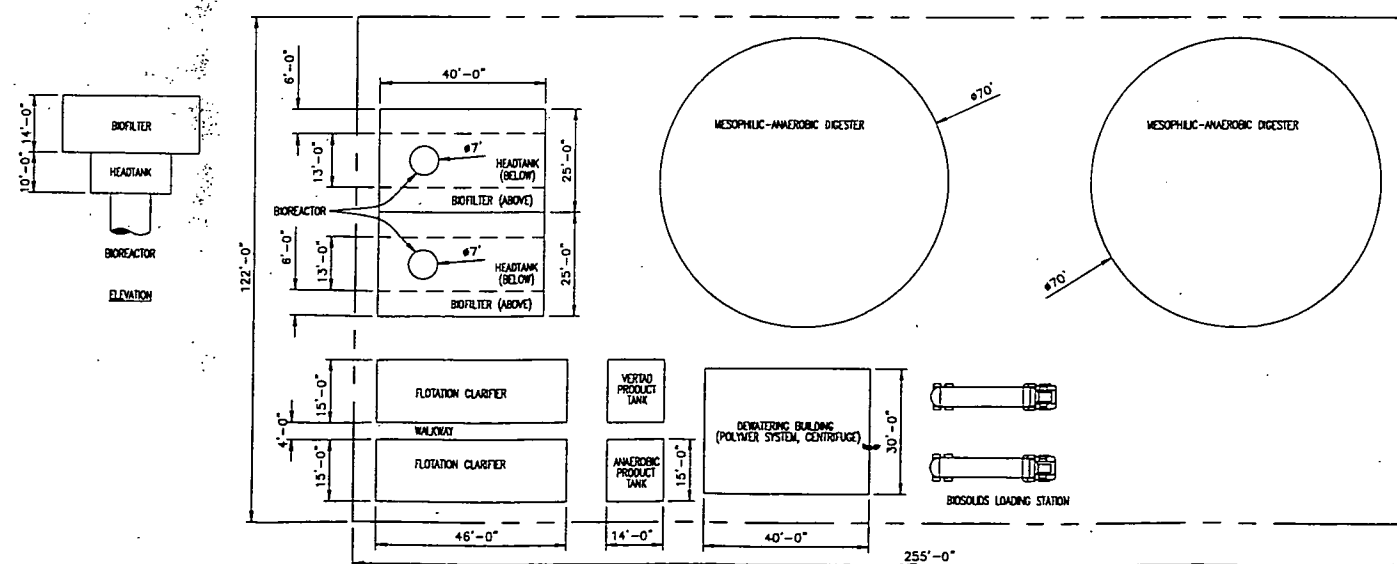 14'-0"
BIOFILTER
10'-0"
HEADTANK
BIOREACTOR
ELEVATION
122'-0"
6'-0"
40'-0"
13'-0"
ø7'
HEADTANK
(BELOW)
25'-0"
BIOFILTER (ABOVE)
BIOREACTOR
6'-0"
13'-0"
ø7'
HEADTANK
(BELOW)
25'-0"
BIOFILTER (ABOVE)
MESOPHILIC-ANAEROBIC DIGESTER
ø70'
MESOPHILIC-ANAEROBIC DIGESTER
ø70'
15'-0"
FLOTATION CLARIFIER
4'-0"
WALKWAY
15'-0"
FLOTATION CLARIFIER
46'-0"
VERTAD
PRODUCT
TANK
ANAEROBIC
PRODUCT
TANK
15'-0"
14'-0"
DEWATERING BUILDING
(POLYMER SYSTEM, CENTRIFUGE)
30'-0"
40'-0"
BIOSOLIDS LOADING STATION
255'-0"